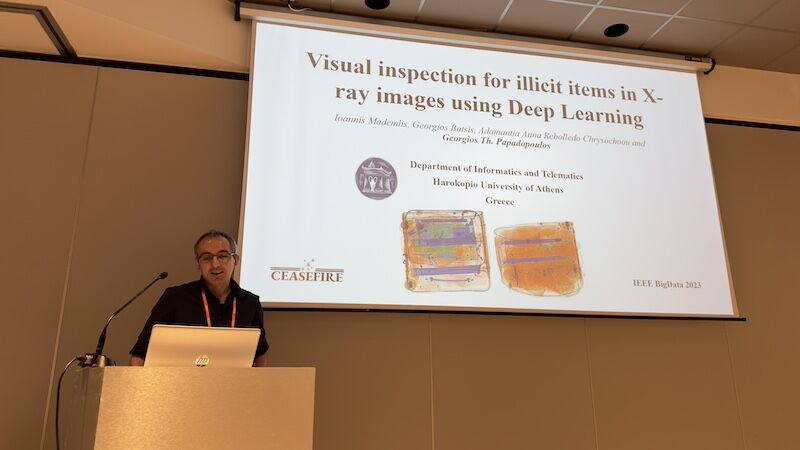 Visual inspection for illicit items in X-
ray images using Deep Learning
Ioannis Mademlis, Georgios Batsis, Adamantia Anna Rebolledo Chrysochoou and
Georgios Th. Papadopoulos
Department of Informatics and Telematics
Harokopio University of Athens
Greece
CEASEFIRE
IEEE BigData 2023
hp